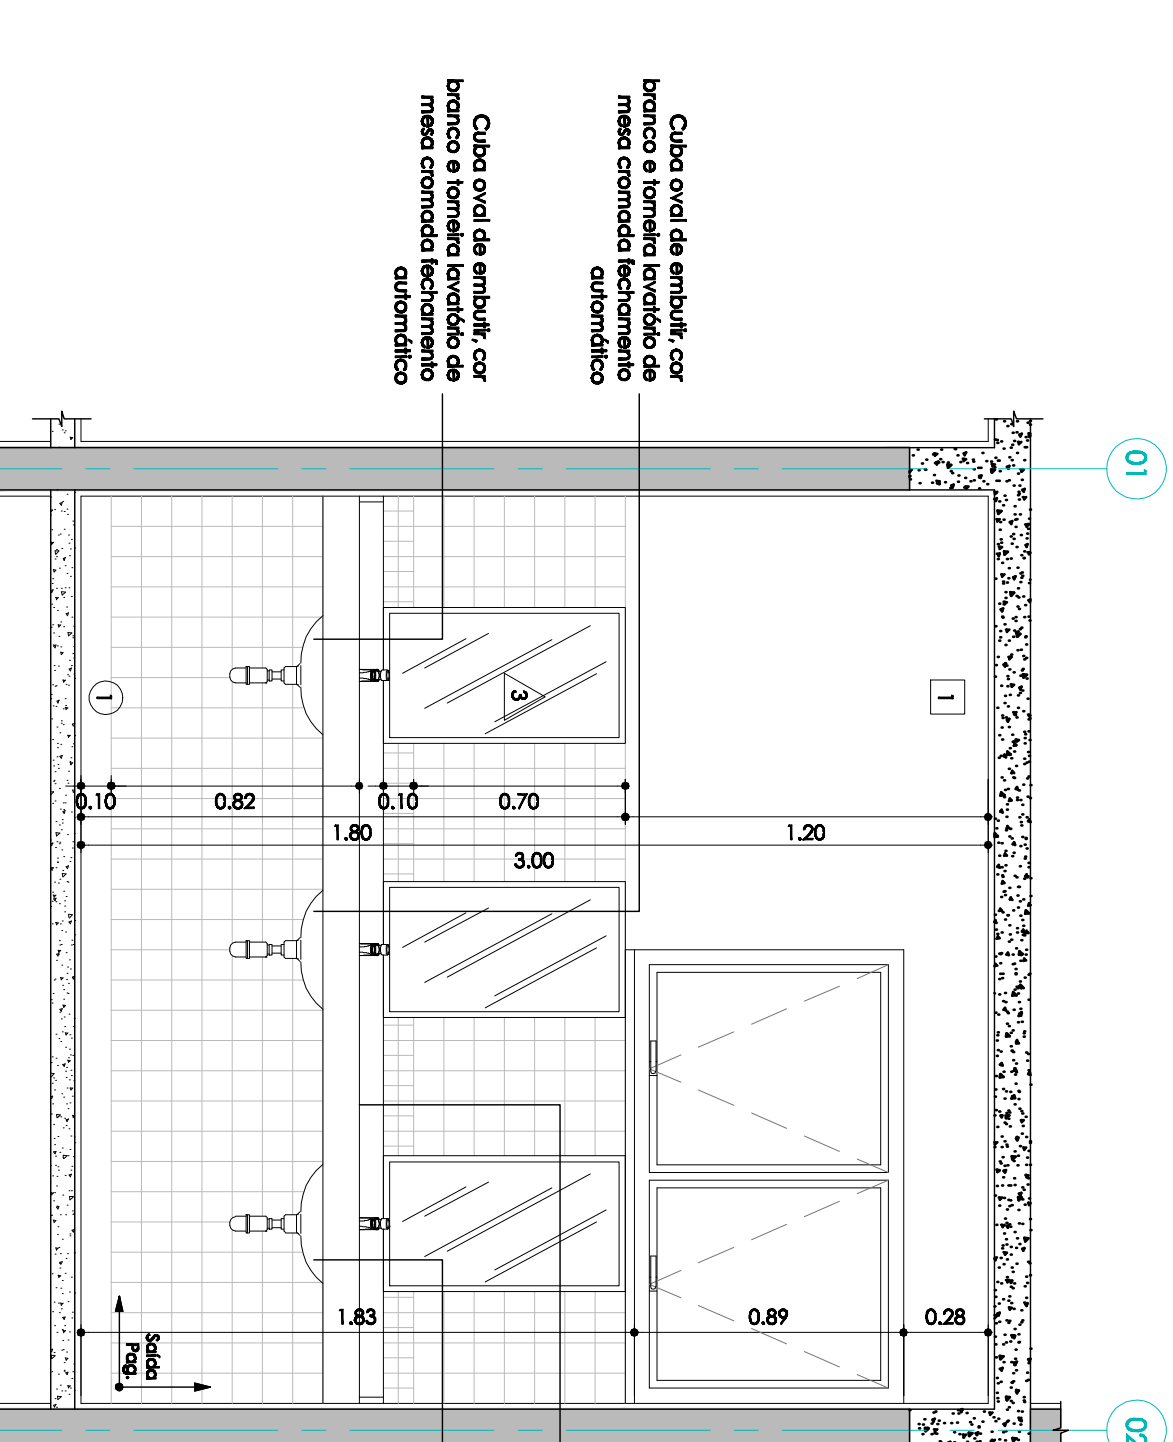 Cuba oval de embutir, cor
branco e torneira lavatório de
mesa cromada fechamento
automático
Cuba oval de embutir, cor
branco e torneira lavatório de
mesa cromada fechamento
automático
01
1
3
1
0.10
0.82
0.10
0.70
1.80
1.20
3.00
1.83
0.89
0.28
Saída
Pag.
02